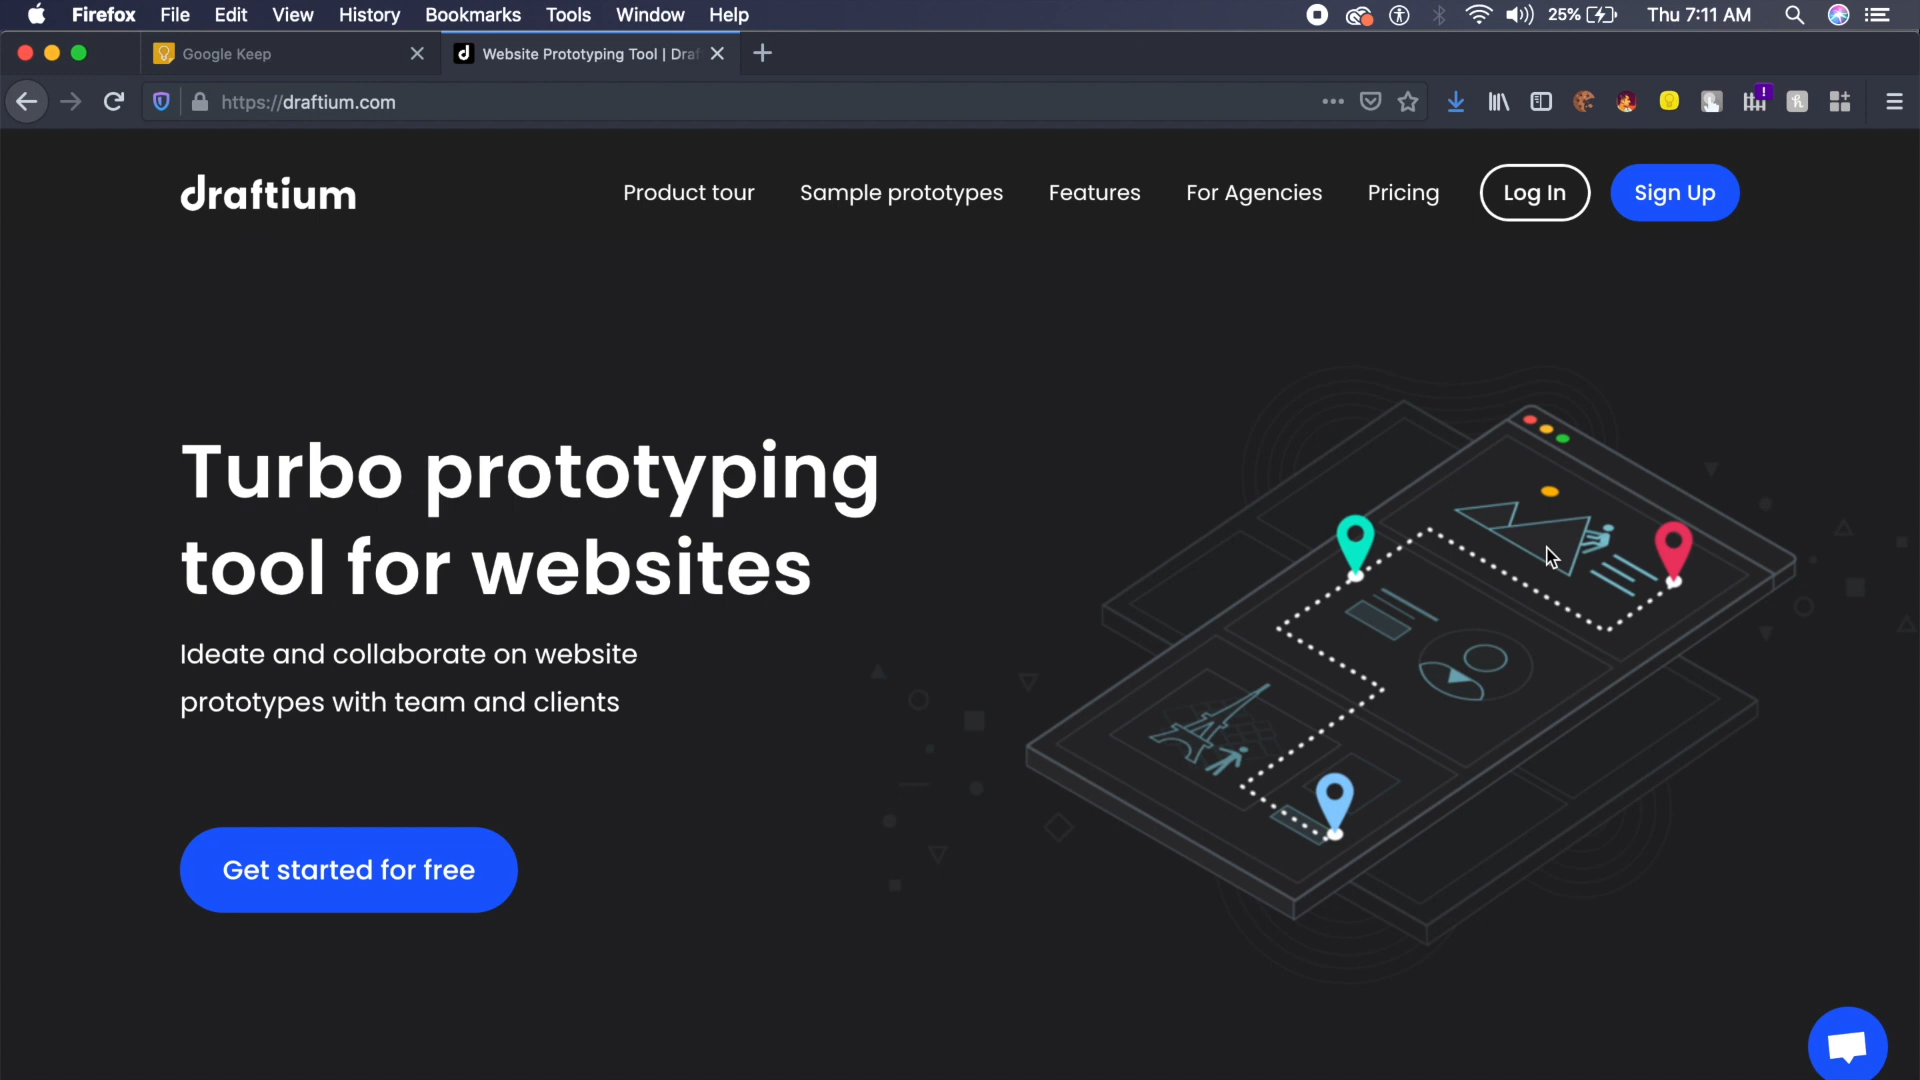 Firefox File Edit View History Bookmarks Tools Window Help 25% Thu 7:11 AM
Google Keep Website Prototyping Tool | Draf
https://draftium.com
draftium Product tour Sample prototypes Features For Agencies Pricing Log In Sign Up
Turbo prototyping
tool for websites
Ideate and collaborate on website
prototypes with team and clients
Get started for free